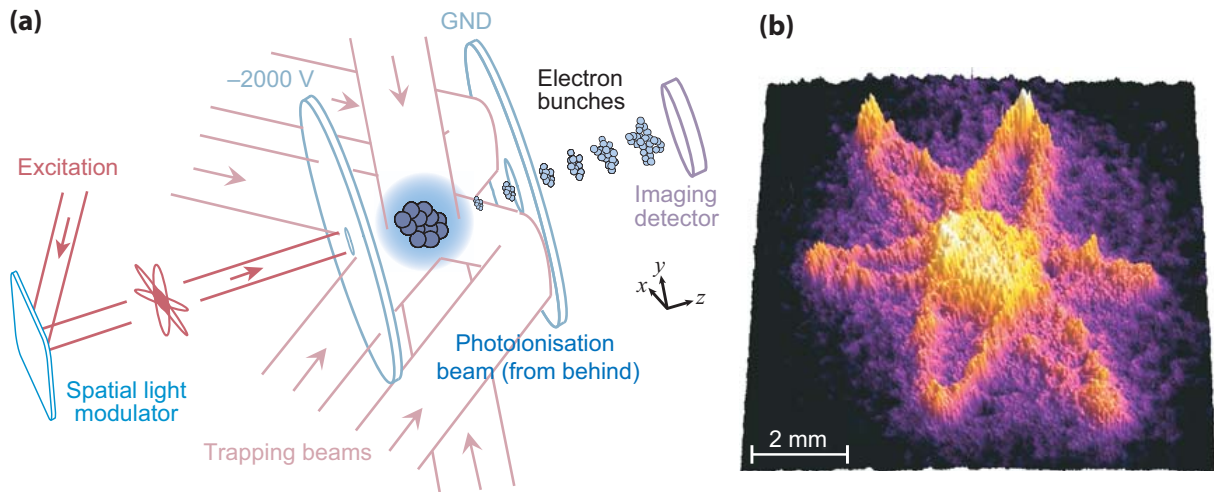 (a)
GND
–2000 V
Electron
bunches
Excitation
Imaging
detector
y
x
z
Photoionisation
beam (from behind)
Spatial light
modulator
Trapping beams
(b)
2 mm